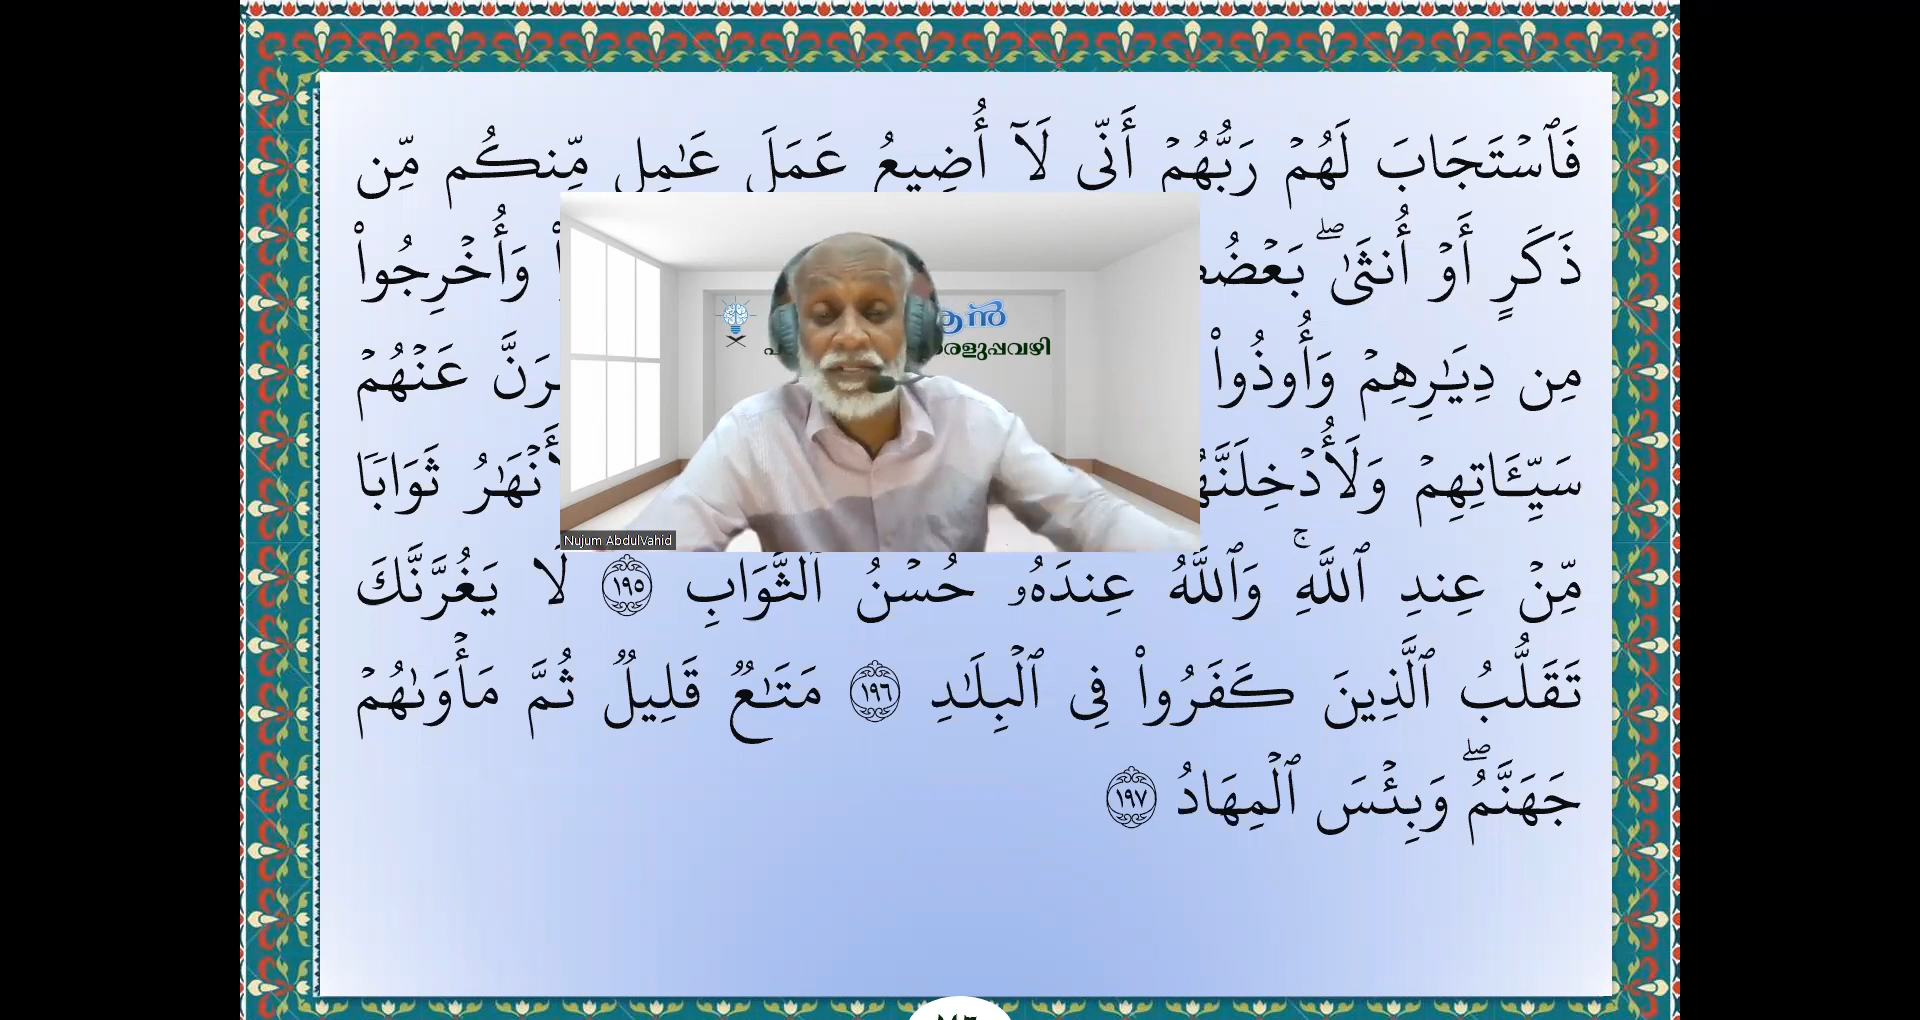 فَٱسۡتَجَابَ لَهُمۡ رَبُّهُمۡ أَنِّى لَآ أُضِيعُ عَمَلَ عَٰمِلٖ مِّنكُم مِّن
ذَكَرٍ أَوۡ أُنثَىٰۖ بَعۡضُ وَأُخۡرِجُواْ
مِن دِيَٰرِهِمۡ وَأُوذُواْ عَنۡهُمۡ
سَيِّـَٔاتِهِمۡ ثَوَابٗا
مِّنۡ عِندِ ٱللَّهِۚ وَٱللَّهُ عِندَهُۥ حُسۡنُ ٱلثَّوَابِ ١٩٥ لَا يَغُرَّنَّكَ
تَقَلُّبُ ٱلَّذِينَ كَفَرُواْ فِى ٱلۡبِلَٰدِ ١٩٦ مَتَٰعٞ قَلِيلٞ ثُمَّ مَأۡوَىٰهُمۡ
جَهَنَّمُۖ وَبِئۡسَ ٱلۡمِهَادُ ١٩٧
Nujum AbdulVahid